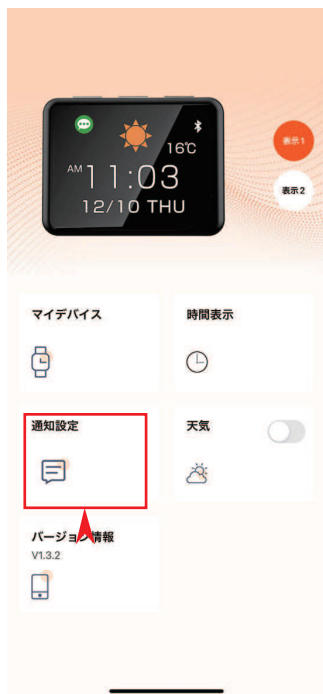 16℃
AM 11:03
12/10 THU
表示1
表示2
マイデバイス
時間表示
通知設定
天気
バージョン情報
V1.3.2